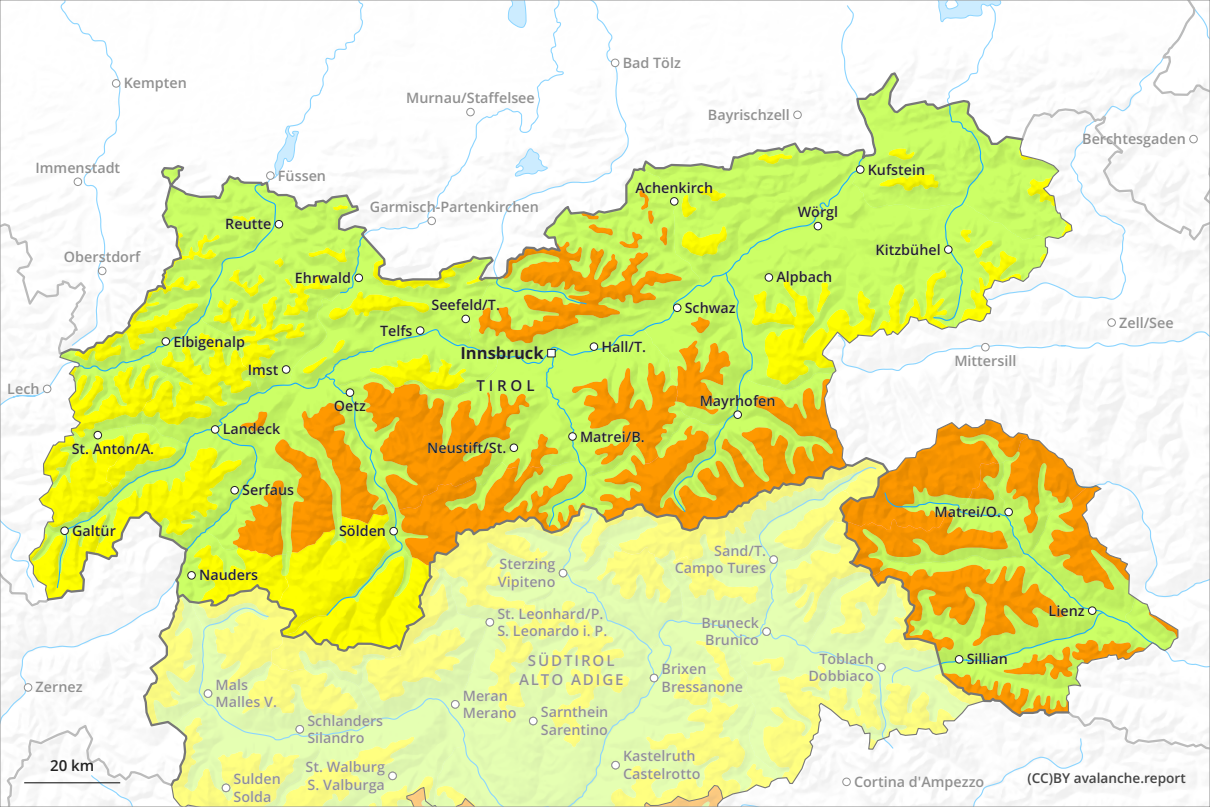 Kempten
Bad Tölz
Murnau/Staffelsee
Bayrischzell
Berchtesgaden
Immenstadt
Füssen
Kufstein
Achenkirch
Garmisch-Partenkirchen
Wörgl
Reutte
Oberstdorf
Kitzbühel
Ehrwald
Alpbach
Seefeld/T.
Schwaz
Telfs
Zell/See
Elbigenalp
Innsbruck
Hall/T.
Mittersill
Imst
TIROL
Lech
Oetz
Mayrhofen
Landeck
Matrei/B.
St. Anton/A.
Neustift/St.
Serfaus
Matrei/O.
Galtür
Sölden
Sand/T.
Campo Tures
Sterzing
Vipiteno
Nauders
Lienz
St. Leonhard/P.
S. Leonardo i. P.
Bruneck
Brunico
SÜDTIROL
ALTO ADIGE
Toblach
Dobbiaco
Sillian
Brixen
Bressanone
Zernez
Mals
Malles V.
Meran
Merano
Sarnthein
Sarentino
Schlanders
Silandro
Kastelruth
Castelrotto
St. Walburg
S. Valburga
20 km
Sulden
Solda
Cortina d'Ampezzo
(CC)BY avalanche.report